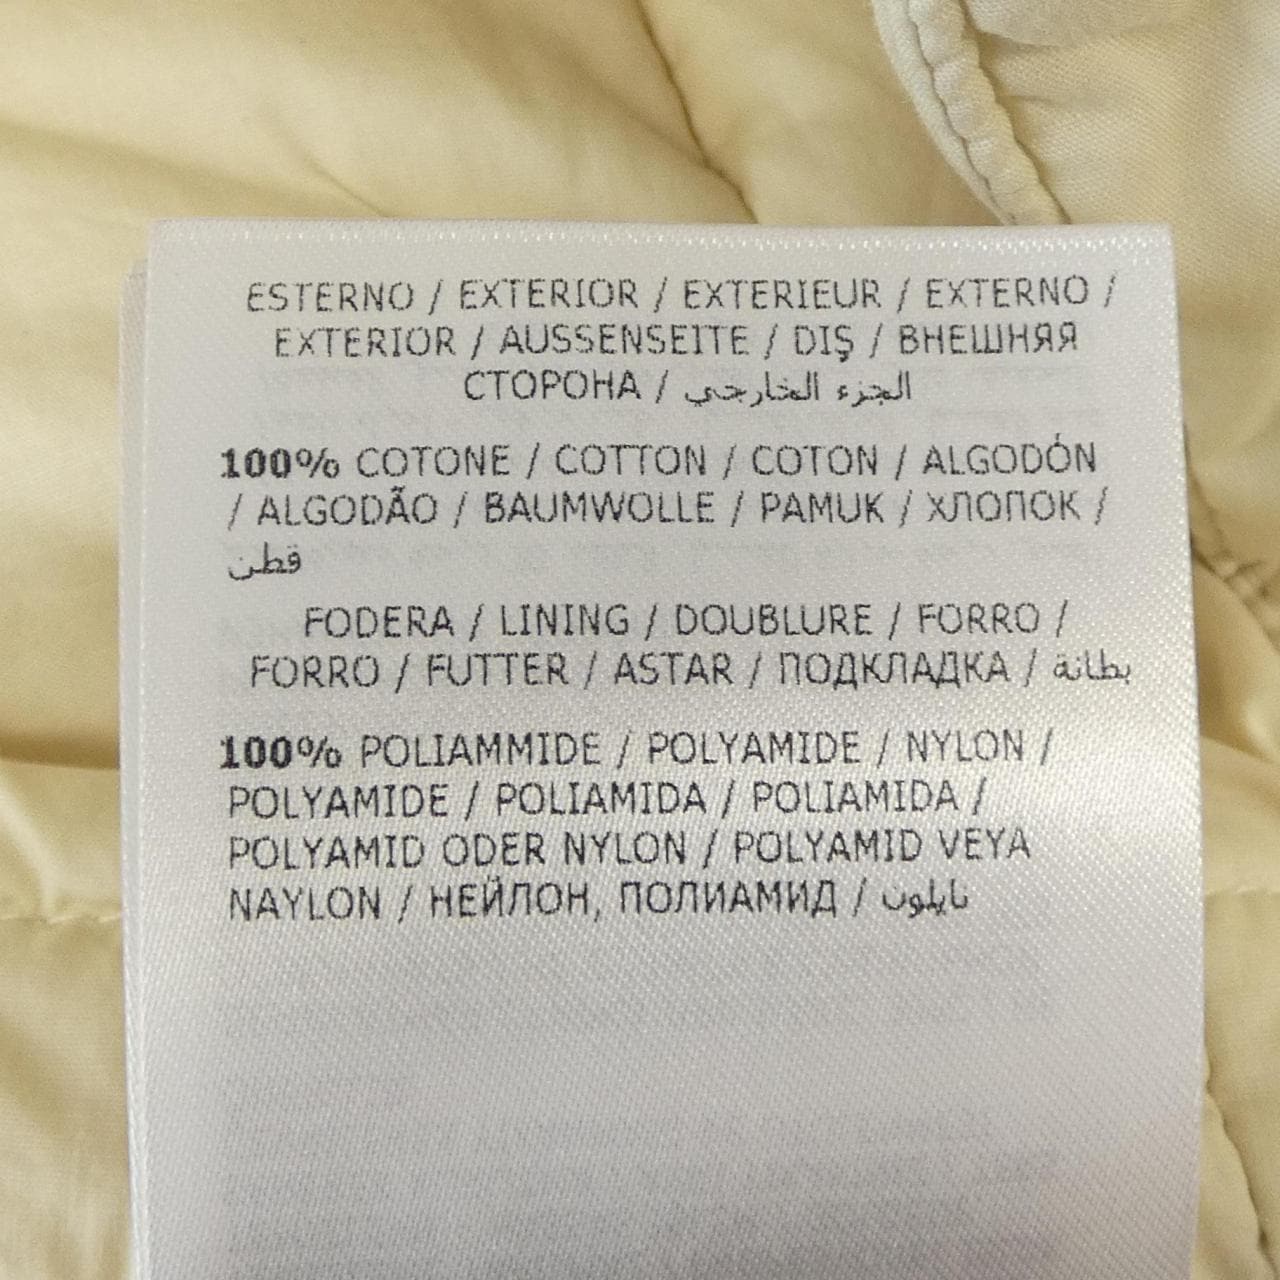 ESTERNO / EXTERIOR / EXTERIEUR / EXTERNO /
EXTERIOR / AUSSENSEITE / DIŞ / ВНЕШНЯЯ
СТОРОНА / الجزء الخارجي
100% COTONE / COTTON / COTON / ALGODÓN
/ ALGODÃO / BAUMWOLLE / PAMUK / ХЛОПОК /
قطن
FODERA / LINING / DOUBLURE / FORRO /
FORRO / FUTTER / ASTAR / ПОДКЛАДКА / بطانة
100% POLIAMMIDE / POLYAMIDE / NYLON /
POLYAMIDE / POLIAMIDA / POLIAMIDA /
POLYAMID ODER NYLON / POLYAMID VEYA
NAYLON / НЕЙЛОН, ПОЛИАМИД / نايلون